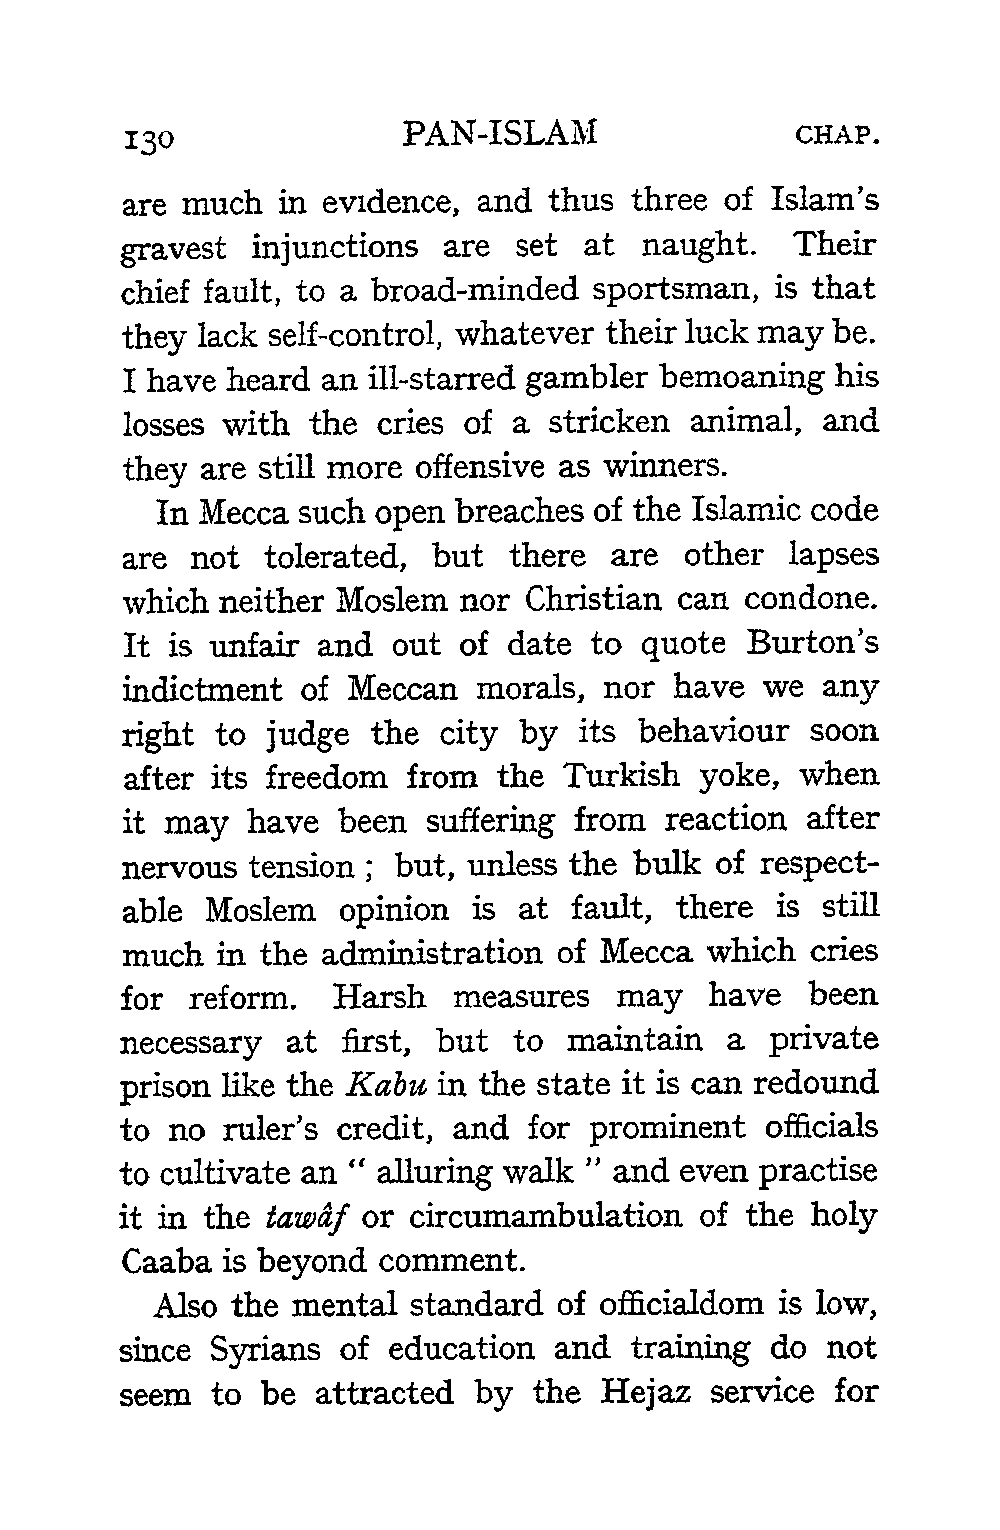 130 PAN-ISLAM CHAP.
are much in evidence, and thus three of Islam's
gravest injunctions are set at naught. Their
chief fault, to a broad-minded sportsman, is that
they lack self-control, whatever their luck may be.
I have heard an ill-starred gambler bemoaning his
losses with the cries of a stricken animal, and
they are still more offensive as winners.
In Mecca such open breaches of the Islamic code
are not tolerated, but there are other lapses
which neither Moslem nor Christian can condone.
It is unfair and out of date to quote Burton's
indictment of Meccan morals, nor have we any
right to judge the city by its behaviour soon
after its freedom from the Turkish yoke, when
it may have been suffering from reaction after
nervous tension ; but, unless the bulk of respect-
able Moslem opinion is at fault, there is still
much in the administration of Mecca which cries
for reform. Harsh measures may have been
necessary at first, but to maintain a private
prison like the Kabu in the state it is can redound
to no ruler's credit, and for prominent officials
to cultivate an “ alluring walk ” and even practise
it in the tawâf or circumambulation of the holy
Caaba is beyond comment.
Also the mental standard of officialdom is low,
since Syrians of education and training do not
seem to be attracted by the Hejaz service for